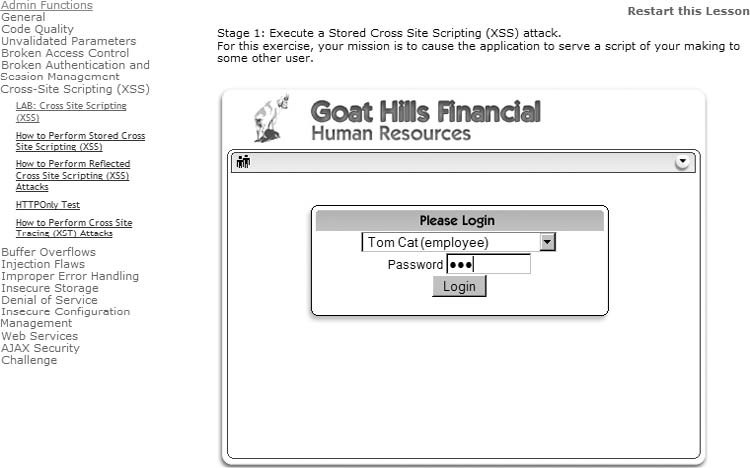 Admin Functions
General
Code Quality
Unvalidated Parameters
Broken Access Control
Broken Authentication and
Session Management
Cross-Site Scripting (XSS)
LAB: Cross Site Scripting
(XSS)
How to Perform Stored Cross
Site Scripting (XSS)
How to Perform Reflected
Cross Site Scripting (XSS)
Attacks
HTTPOnly Test
How to Perform Cross Site
Tracing (XST) Attacks
Buffer Overflows
Injection Flaws
Improper Error Handling
Insecure Storage
Denial of Service
Insecure Configuration
Management
Web Services
AJAX Security
Challenge
Restart this Lesson
Stage 1: Execute a Stored Cross Site Scripting (XSS) attack.
For this exercise, your mission is to cause the application to serve a script of your making to
some other user.
Goat Hills Financial
Human Resources
Please Login
Tom Cat (employee)
Password ●●●
Login